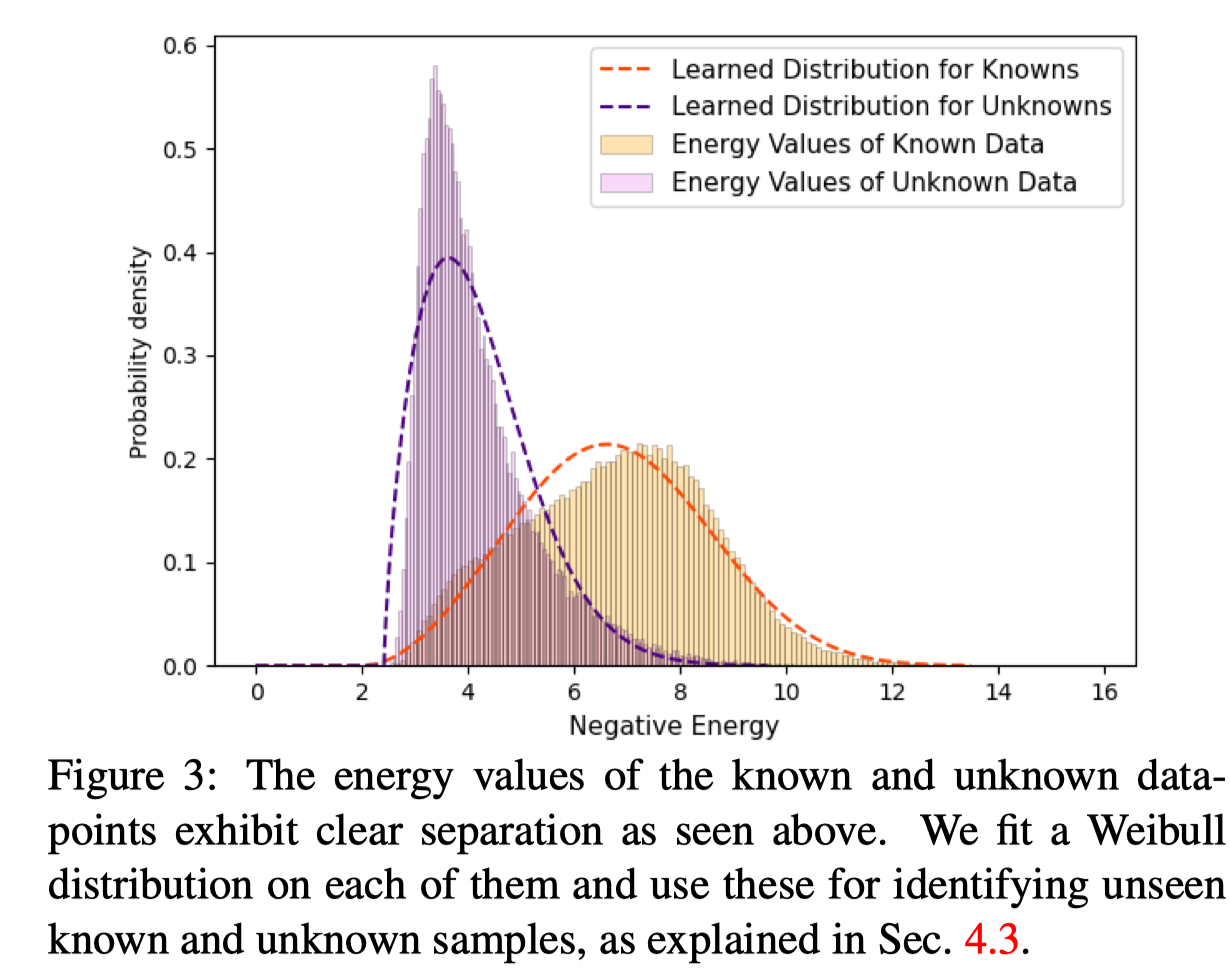 0.6
0.5
0.4
0.3
0.2
0.1
0.0
Probability density
Learned Distribution for Knowns
Learned Distribution for Unknowns
Energy Values of Known Data
Energy Values of Unknown Data
0 2 4 6 8 10 12 14 16
Negative Energy
Figure 3: The energy values of the known and unknown data-
points exhibit clear separation as seen above. We fit a Weibull
distribution on each of them and use these for identifying unseen
known and unknown samples, as explained in Sec. 4.3.